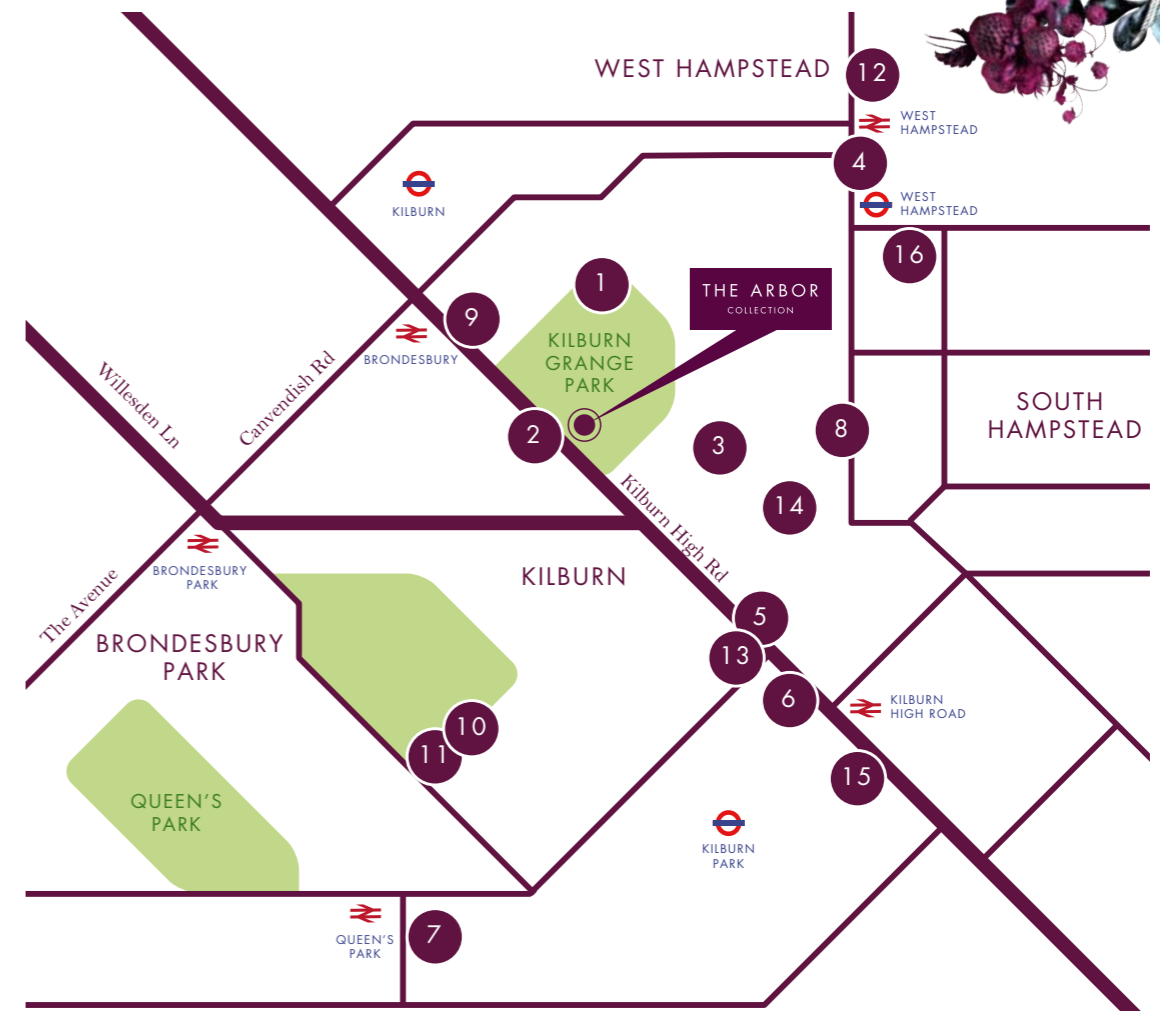 WEST HAMPSTEAD
12
WEST
HAMPSTEAD
4
KILBURN
WEST
HAMPSTEAD
16
1
THE ARBOR
COLLECTION
9
KILBURN
GRANGE
PARK
BRONDESBURY
Willesden Ln
Canvendish Rd
2
3
8
SOUTH
HAMPSTEAD
14
Kilburn High Rd
BRONDESBURY
PARK
KILBURN
The Avenue
BRONDESBURY
PARK
5
13
6
KILBURN
HIGH ROAD
10
11
15
QUEEN'S
PARK
KILBURN
PARK
QUEEN'S
PARK
7